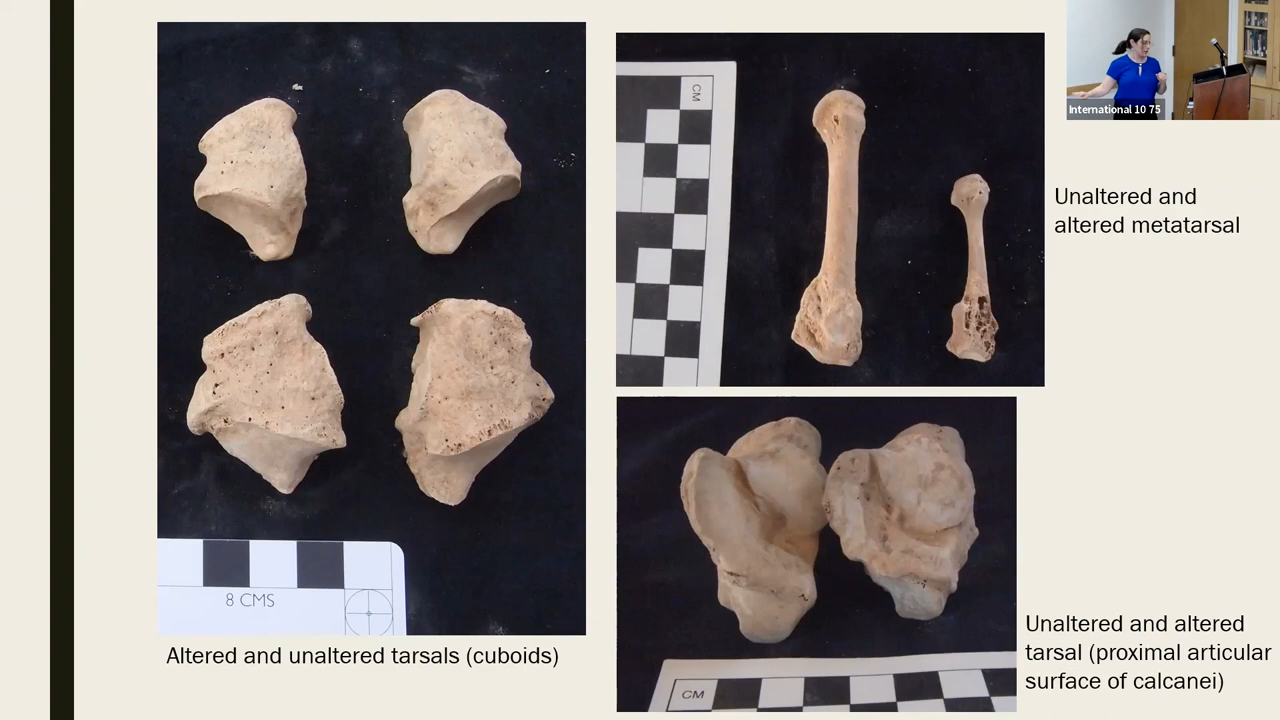 International 10 75
CM
Unaltered and
altered metatarsal
8 CMS
Altered and unaltered tarsals (cuboids)
Unaltered and altered
tarsal (proximal articular
surface of calcanei)
CM